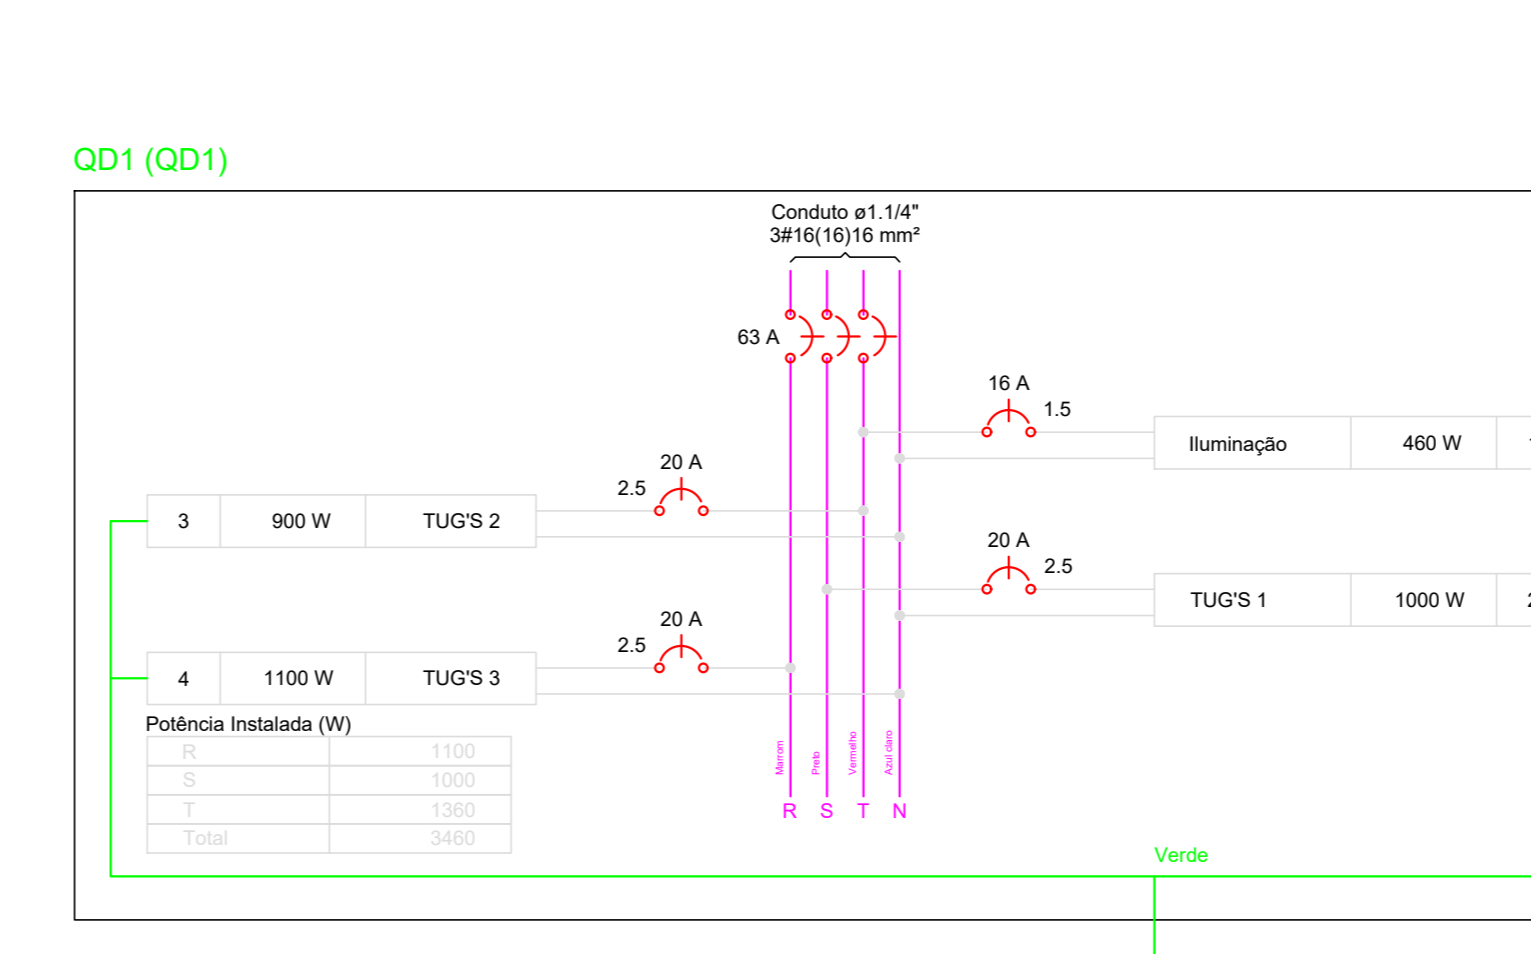 QD1 (QD1)
Conduto ø1.1/4"
3#16(16)16 mm²
63 A
16 A
1.5
Iluminação 460 W
20 A
2.5
3 900 W TUG'S 2
20 A
2.5
TUG'S 1 1000 W
20 A
2.5
4 1100 W TUG'S 3
Potência Instalada (W)
R 1100
S 1000
T 1360
Total 3460
Marrom
Preto
Vermelho
Azul claro
R S T N
Verde